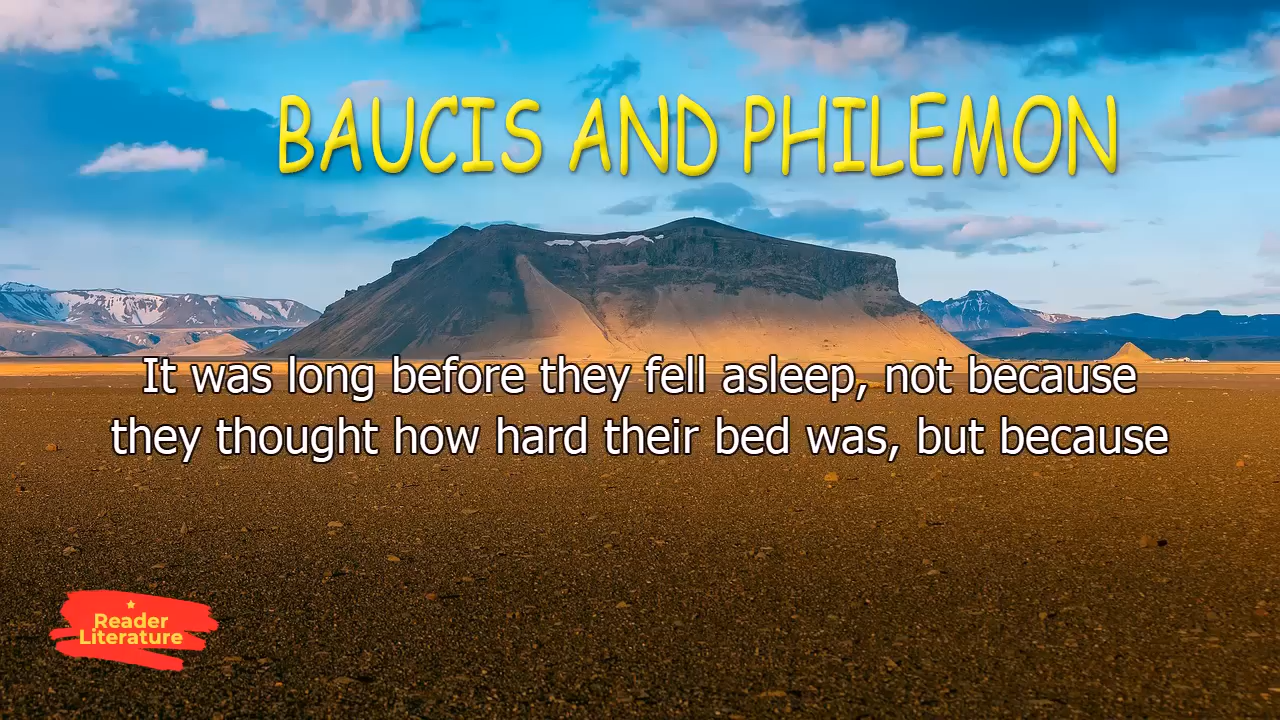 BAUCIS AND PHILEMON
It was long before they fell asleep, not because
they thought how hard their bed was, but because
Reader
Literature